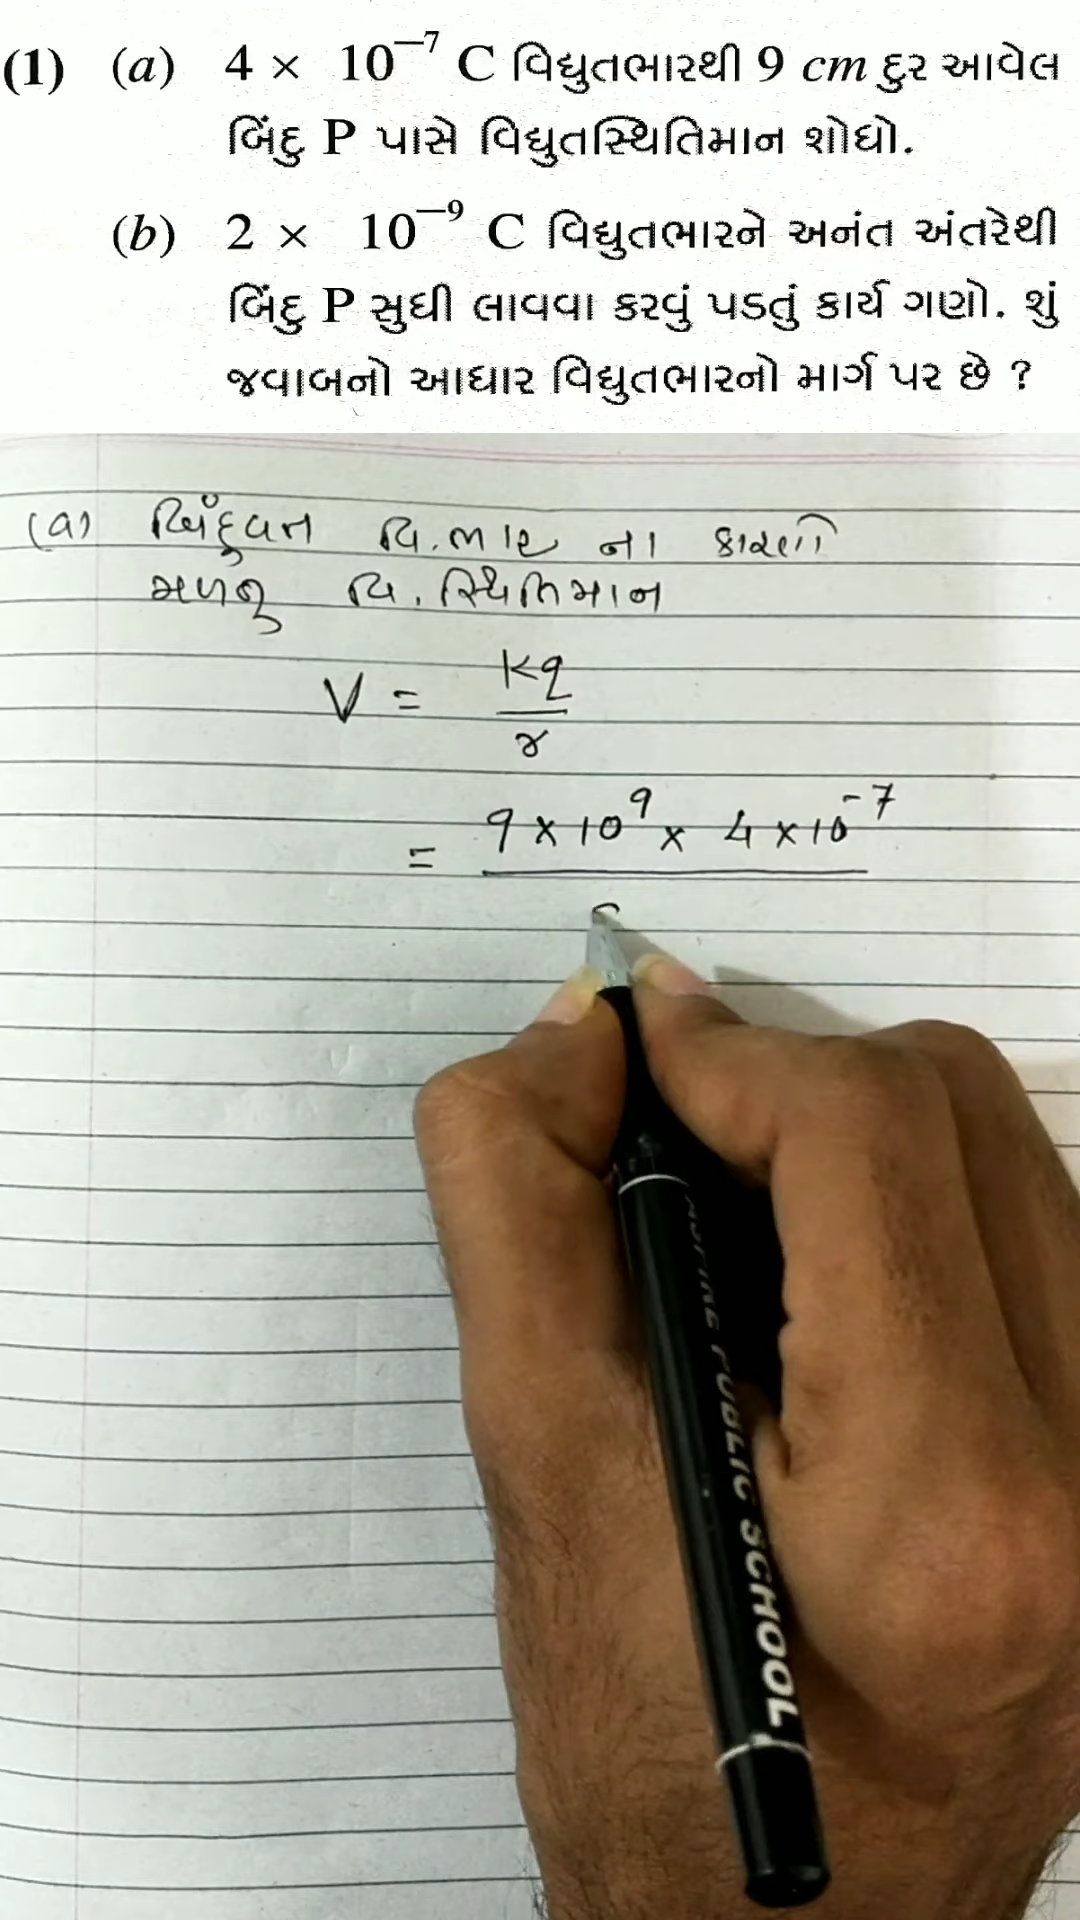 (1) (a) 4 × 10⁻⁷ C વિદ્યુતભારથી 9 cm દુર આવેલ
બિંદુ P પાસે વિદ્યુતસ્થિતિમાન શોધો.
(b) 2 × 10⁻⁹ C વિદ્યુતભારને અનંત અંતરેથી
બિંદુ P સુધી લાવવા કરવું પડતું કાર્ય ગણો. શું
જવાબનો આધાર વિદ્યુતભારનો માર્ગ પર છે ?
(a) બિંદુવત વિ.ભાર ના કારણે
મળતુ વિ. સ્થિતિમાન
V = kq
r
= 9 × 10⁹ × 4 × 10⁻⁷
PUBLIC SCHOOL